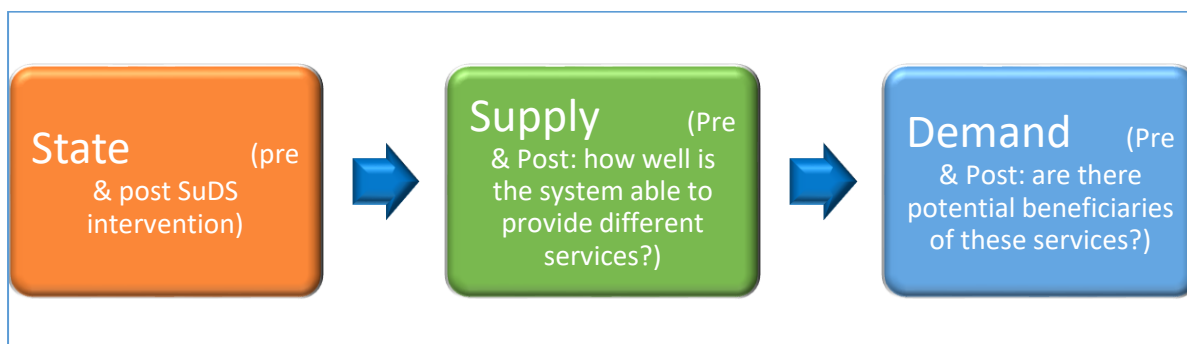 State (pre
& post SuDS
intervention)
Supply (Pre
& Post: how well is
the system able to
provide different
services?)
Demand (Pre
& Post: are there
potential beneficiaries
of these services?)